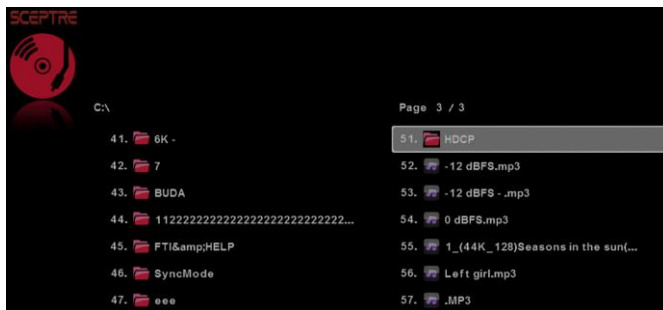 SCEPTRE
C:\
Page 3 / 3
41. 6K -
42. 7
43. BUDA
44. 1122222222222222222222222222...
45. FTI&amp;HELP
46. SyncMode
47. eee
51. HDCP
52. -12 dBFS.mp3
53. -12 dBFS - .mp3
54. 0 dBFS.mp3
55. 1_(44K_128)Seasons in the sun(...
56. Left girl.mp3
57. .MP3